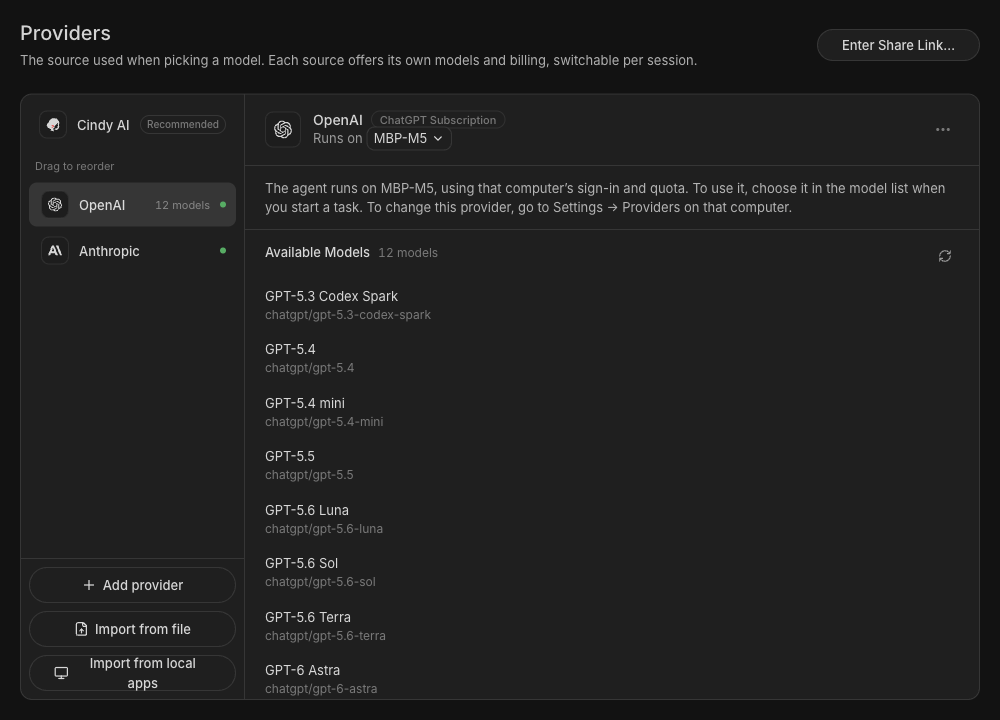 Providers
The source used when picking a model. Each source offers its own models and billing, switchable per session.
Enter Share Link...
Cindy AI Recommended
Drag to reorder
OpenAI 12 models
Anthropic
Add provider
Import from file
Import from local
apps
OpenAI ChatGPT Subscription
Runs on MBP-M5
The agent runs on MBP-M5, using that computer’s sign-in and quota. To use it, choose it in the model list when
you start a task. To change this provider, go to Settings → Providers on that computer.
Available Models 12 models
GPT-5.3 Codex Spark
chatgpt/gpt-5.3-codex-spark
GPT-5.4
chatgpt/gpt-5.4
GPT-5.4 mini
chatgpt/gpt-5.4-mini
GPT-5.5
chatgpt/gpt-5.5
GPT-5.6 Luna
chatgpt/gpt-5.6-luna
GPT-5.6 Sol
chatgpt/gpt-5.6-sol
GPT-5.6 Terra
chatgpt/gpt-5.6-terra
GPT-6 Astra
chatgpt/gpt-6-astra